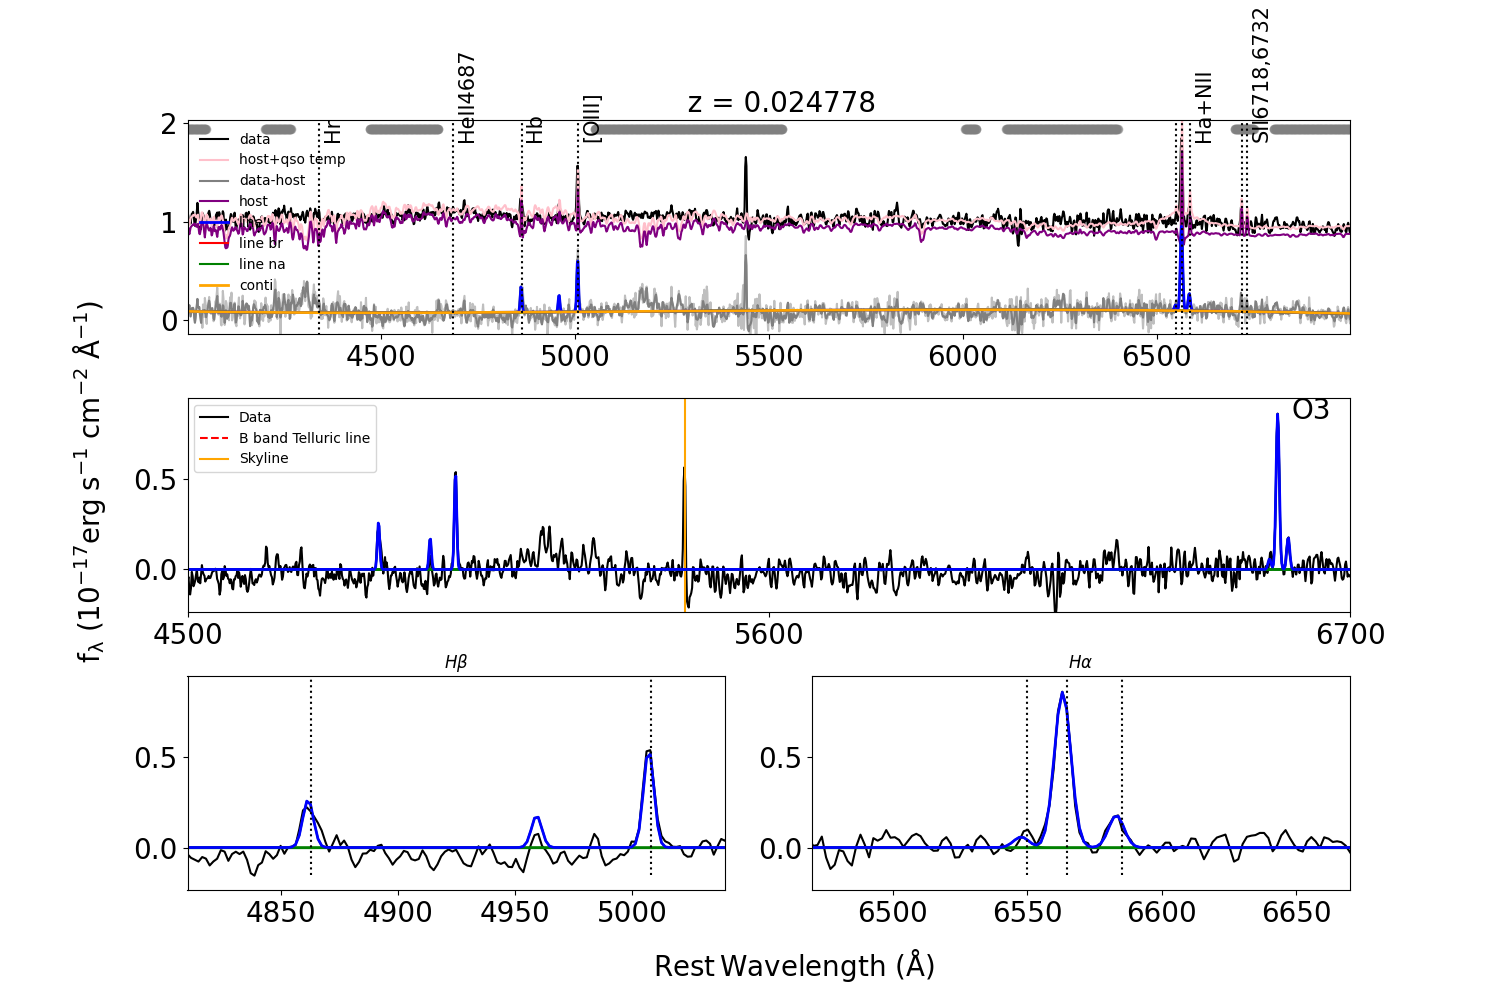 z = 0.024778
Hr
HeII4687
Hb
[OIII]
Ha+NII
SII6718,6732
data
host+qso temp
data-host
host
line br
line na
conti
2
1
0
4500
5000
5500
6000
6500
O3
Data
B band Telluric line
Skyline
0.5
0.0
4500
5600
6700
fλ (10⁻¹⁷erg s⁻¹ cm⁻² Å⁻¹)
Hβ
0.5
0.0
4850
4900
4950
5000
Hα
0.5
0.0
6500
6550
6600
6650
Rest Wavelength (Å)